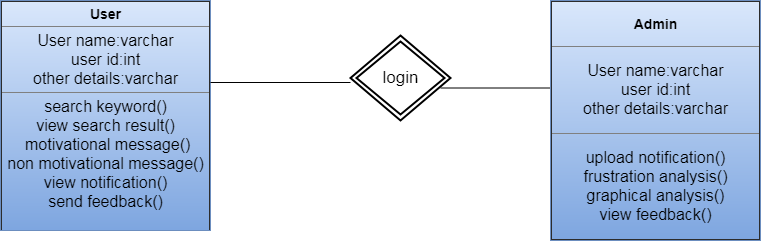 User
User name:varchar
user id:int
other details:varchar
search keyword()
view search result()
motivational message()
non motivational message()
view notification()
send feedback()
login
Admin
User name:varchar
user id:int
other details:varchar
upload notification()
frustration analysis()
graphical analysis()
view feedback()